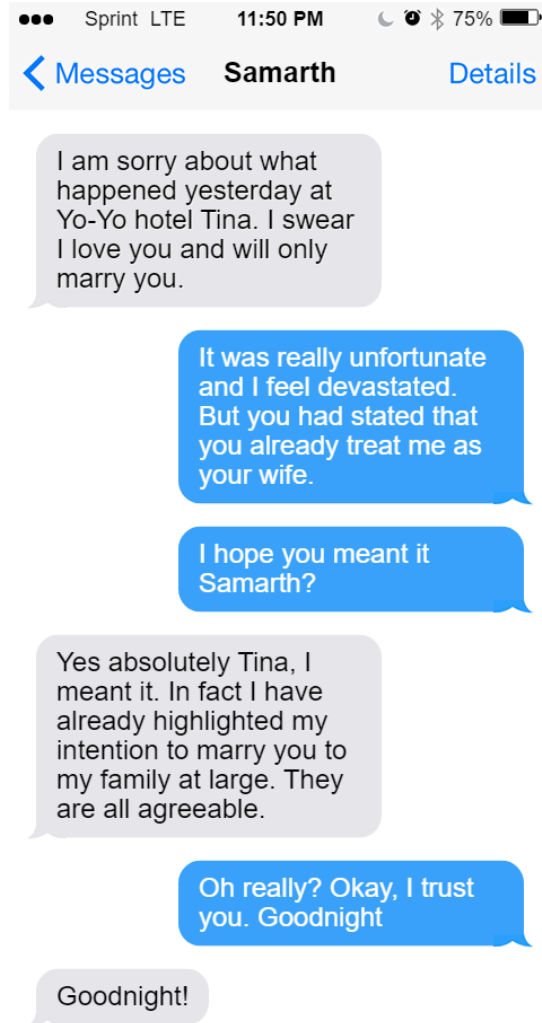 Sprint LTE 11:50 PM 75%
Messages Samarth Details
I am sorry about what
happened yesterday at
Yo-Yo hotel Tina. I swear
I love you and will only
marry you.
It was really unfortunate
and I feel devastated.
But you had stated that
you already treat me as
your wife.
I hope you meant it
Samarth?
Yes absolutely Tina, I
meant it. In fact I have
already highlighted my
intention to marry you to
my family at large. They
are all agreeable.
Oh really? Okay, I trust
you. Goodnight
Goodnight!